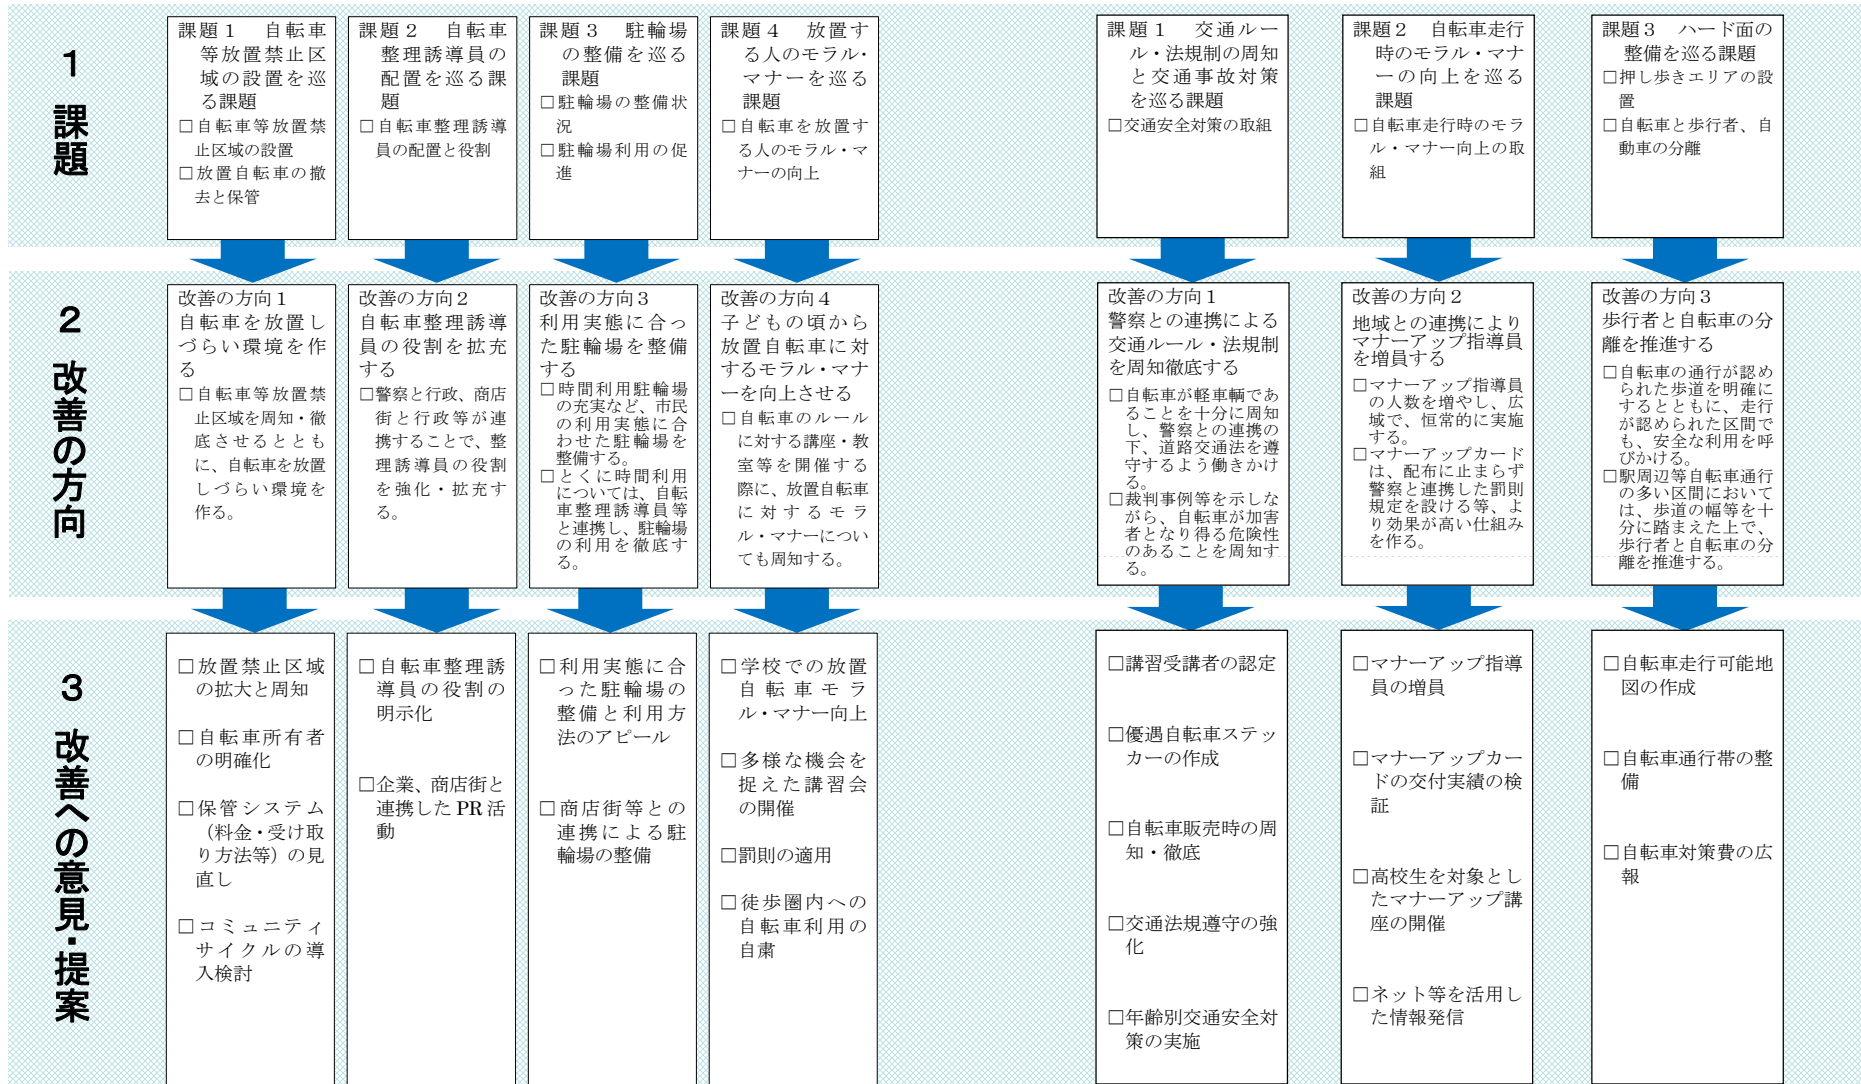 1 課題
課題１ 自転車
等放置禁止区
域の設置を巡
る課題
□自転車等放置禁
止区域の設置
□放置自転車の撤
去と保管
課題２ 自転車
整理誘導員の
配置を巡る課
題
□自転車整理誘導
員の配置と役割
課題３ 駐輪場
の整備を巡る
課題
□駐輪場の整備状
況
□駐輪場利用の促
進
課題４ 放置す
る人のモラル・
マナーを巡る
課題
□自転車を放置す
る人のモラル・マ
ナーの向上
課題１ 交通ルー
ル・法規制の周知
と交通事故対策
を巡る課題
□交通安全対策の取組
課題２ 自転車走行
時のモラル・マナ
ーの向上を巡る
課題
□自転車走行時のモラ
ル・マナー向上の取
組
課題３ ハード面の
整備を巡る課題
□押し歩きエリアの設
置
□自転車と歩行者、自
動車の分離
2 改善の方向
改善の方向１
自転車を放置し
づらい環境を作
る
□自転車等放置禁
止区域を周知・徹
底させるととも
に、自転車を放置
しづらい環境を
作る。
改善の方向２
自転車整理誘導
員の役割を拡充
する
□警察と行政、商店
街と行政等が連
携することで、整
理誘導員の役割
を強化・拡充す
る。
改善の方向３
利用実態に合っ
た駐輪場を整備
する
□時間利用駐輪場
の充実など、市民
の利用実態に合
わせた駐輪場を
整備する。
□とくに時間利用
については、自転
車整理誘導員等
と連携し、駐輪場
の利用を徹底す
る。
改善の方向４
子どもの頃から
放置自転車に対
するモラル・マナ
ーを向上させる
□自転車のルール
に対する講座・教
室等を開催する
際に、放置自転車
に対するモラ
ル・マナーについ
ても周知する。
改善の方向１
警察との連携による
交通ルール・法規制
を周知徹底する
□自転車が軽車輌であ
ることを十分に周知
し、警察との連携の
下、道路交通法を遵
守するよう働きかけ
る。
□裁判事例等を示しな
がら、自転車が加害
者となり得る危険性
のあることを周知す
る。
改善の方向２
地域との連携により
マナーアップ指導員
を増員する
□マナーアップ指導員
の人数を増やし、広
域で、恒常的に実施
する。
□マナーアップカード
は、配布に止まらず
警察と連携した罰則
規定を設ける等、よ
り効果が高い仕組み
を作る。
改善の方向３
歩行者と自転車の分
離を推進する
□自転車の通行が認め
られた歩道を明確に
するとともに、走行
が認められた区間で
も、安全な利用を呼
びかける。
□駅周辺等自転車通行
の多い区間において
は、歩道の幅等を十
分に踏まえた上で、
歩行者と自転車の分
離を推進する。
3 改善への意見・提案
□放置禁止区域
の拡大と周知
□自転車所有者
の明確化
□保管システム
（料金・受け取
り方法等）の見
直し
□コミュニティ
サイクルの導
入検討
□自転車整理誘
導員の役割の
明示化
□企業、商店街と
連携したPR活
動
□利用実態に合
った駐輪場の
整備と利用方
法のアピール
□商店街等との
連携による駐
輪場の整備
□学校での放置
自転車モラ
ル・マナー向上
□多様な機会を
捉えた講習会
の開催
□罰則の適用
□徒歩圏内への
自転車利用の
自粛
□講習受講者の認定
□優遇自転車ステッ
カーの作成
□自転車販売時の周
知・徹底
□交通法規遵守の強
化
□年齢別交通安全対
策の実施
□マナーアップ指導
員の増員
□マナーアップカー
ドの交付実績の検
証
□高校生を対象とし
たマナーアップ講
座の開催
□ネット等を活用し
た情報発信
□自転車走行可能地
図の作成
□自転車通行帯の整
備
□自転車対策費の広
報